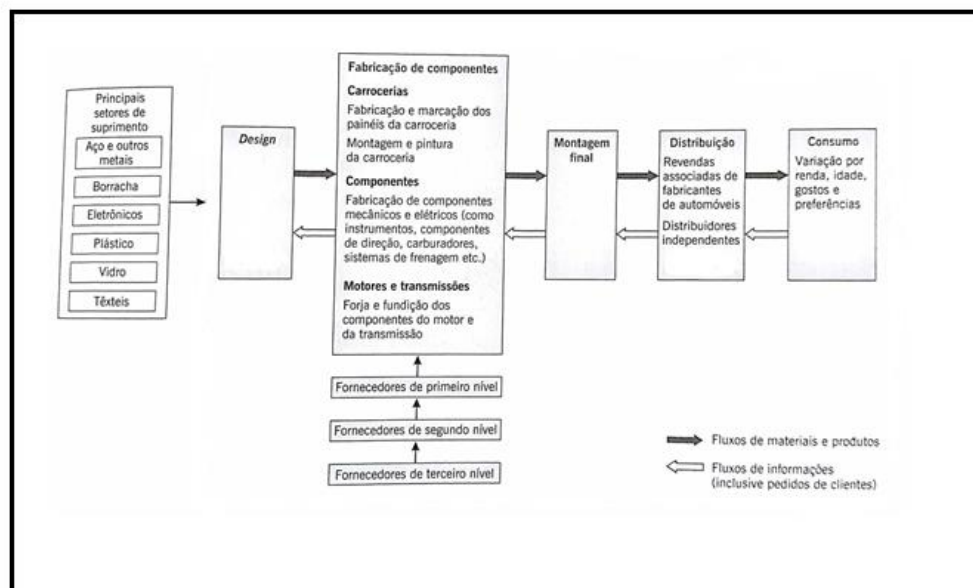 Principais
setores de
suprimento
Aço e outros
metais
Borracha
Eletrônicos
Plástico
Vidro
Têxteis
Design
Fabricação de componentes
Carrocerias
Fabricação e marcação dos
painéis da carroceria
Montagem e pintura
da carroceria
Componentes
Fabricação de componentes
mecânicos e elétricos (como
instrumentos, componentes
de direção, carburadores,
sistemas de frenagem etc.)
Motores e transmissões
Forja e fundição dos
componentes do motor e
da transmissão
Fornecedores de primeiro nível
Fornecedores de segundo nível
Fornecedores de terceiro nível
Montagem
final
Distribuição
Revendas
associadas de
fabricantes
de automóveis
Distribuidores
independentes
Consumo
Variação por
renda, idade,
gostos e
preferências
Fluxos de materiais e produtos
Fluxos de informações
(inclusive pedidos de clientes)